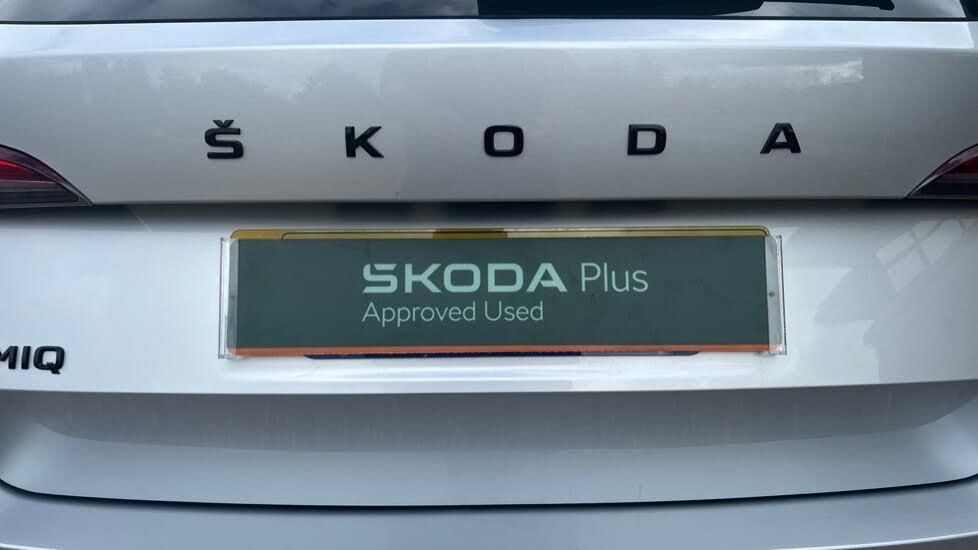 ŠKODA
SKODA Plus
Approved Used
MIQ